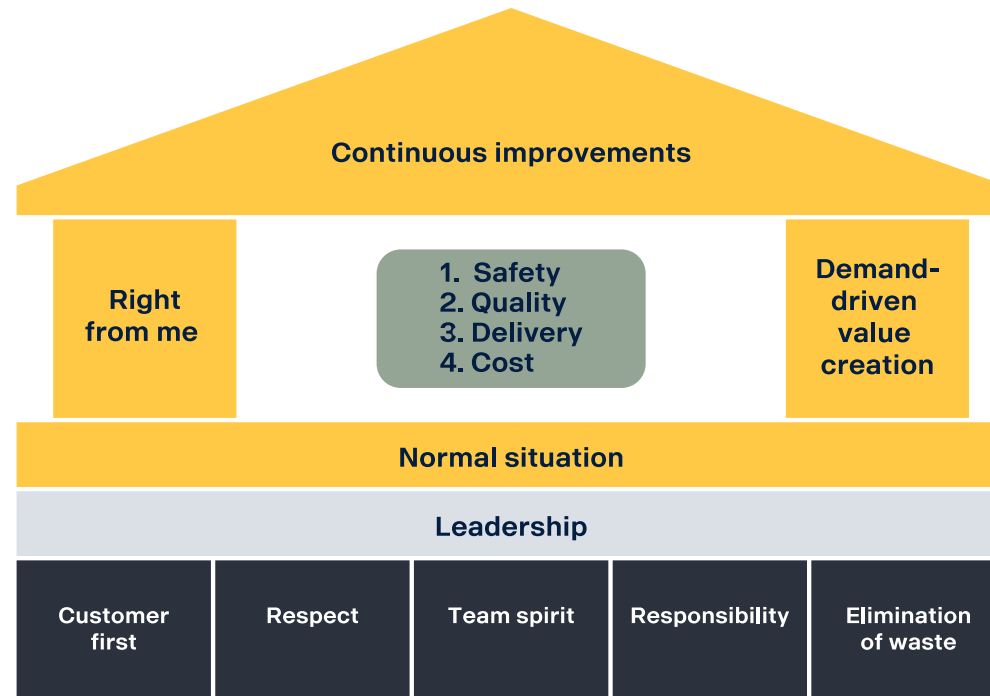 Continuous improvements
Right
from me
1. Safety
2. Quality
3. Delivery
4. Cost
Demand-
driven
value
creation
Normal situation
Leadership
Customer
first
Respect
Team spirit
Responsibility
Elimination
of waste